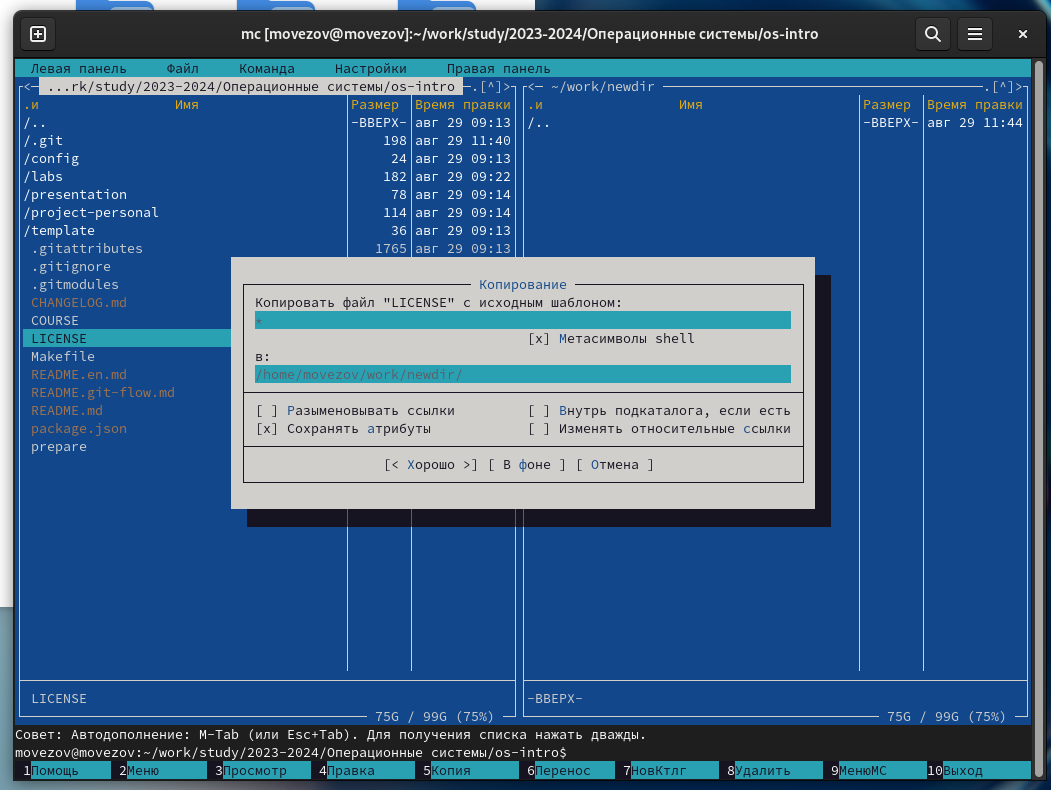 mc [movezov@movezov]:~/work/study/2023-2024/Операционные системы/os-intro
Левая панель Файл Команда Настройки Правая панель
<— ...rk/study/2023-2024/Операционные системы/os-intro —.[^]> <— ~/work/newdir —.[^]>
.и Имя Размер Время правки .и Имя Размер Время правки
/.. -ВВЕРХ- авг 29 09:13 /.. -ВВЕРХ- авг 29 11:44
/.git 198 авг 29 11:40
/config 24 авг 29 09:13
/labs 182 авг 29 09:22
/presentation 78 авг 29 09:14
/project-personal 114 авг 29 09:14
/template 36 авг 29 09:13
.gitattributes 1765 авг 29 09:13
.gitignore
.gitmodules
CHANGELOG.md
COURSE
LICENSE
Makefile
README.en.md
README.git-flow.md
README.md
package.json
prepare
Копирование
Копировать файл "LICENSE" с исходным шаблоном:
*
[x] Метасимволы shell
в:
/home/movezov/work/newdir/
[ ] Разыменовывать ссылки [ ] Внутрь подкаталога, если есть
[x] Сохранять атрибуты [ ] Изменять относительные ссылки
[< Хорошо >] [ В фоне ] [ Отмена ]
LICENSE -ВВЕРХ-
75G / 99G (75%) 75G / 99G (75%)
Совет: Автодополнение: M-Tab (или Esc+Tab). Для получения списка нажать дважды.
movezov@movezov:~/work/study/2023-2024/Операционные системы/os-intro$
1Помощь 2Меню 3Просмотр 4Правка 5Копия 6Перенос 7НовКтлг 8Удалить 9МенюМС 10Выход